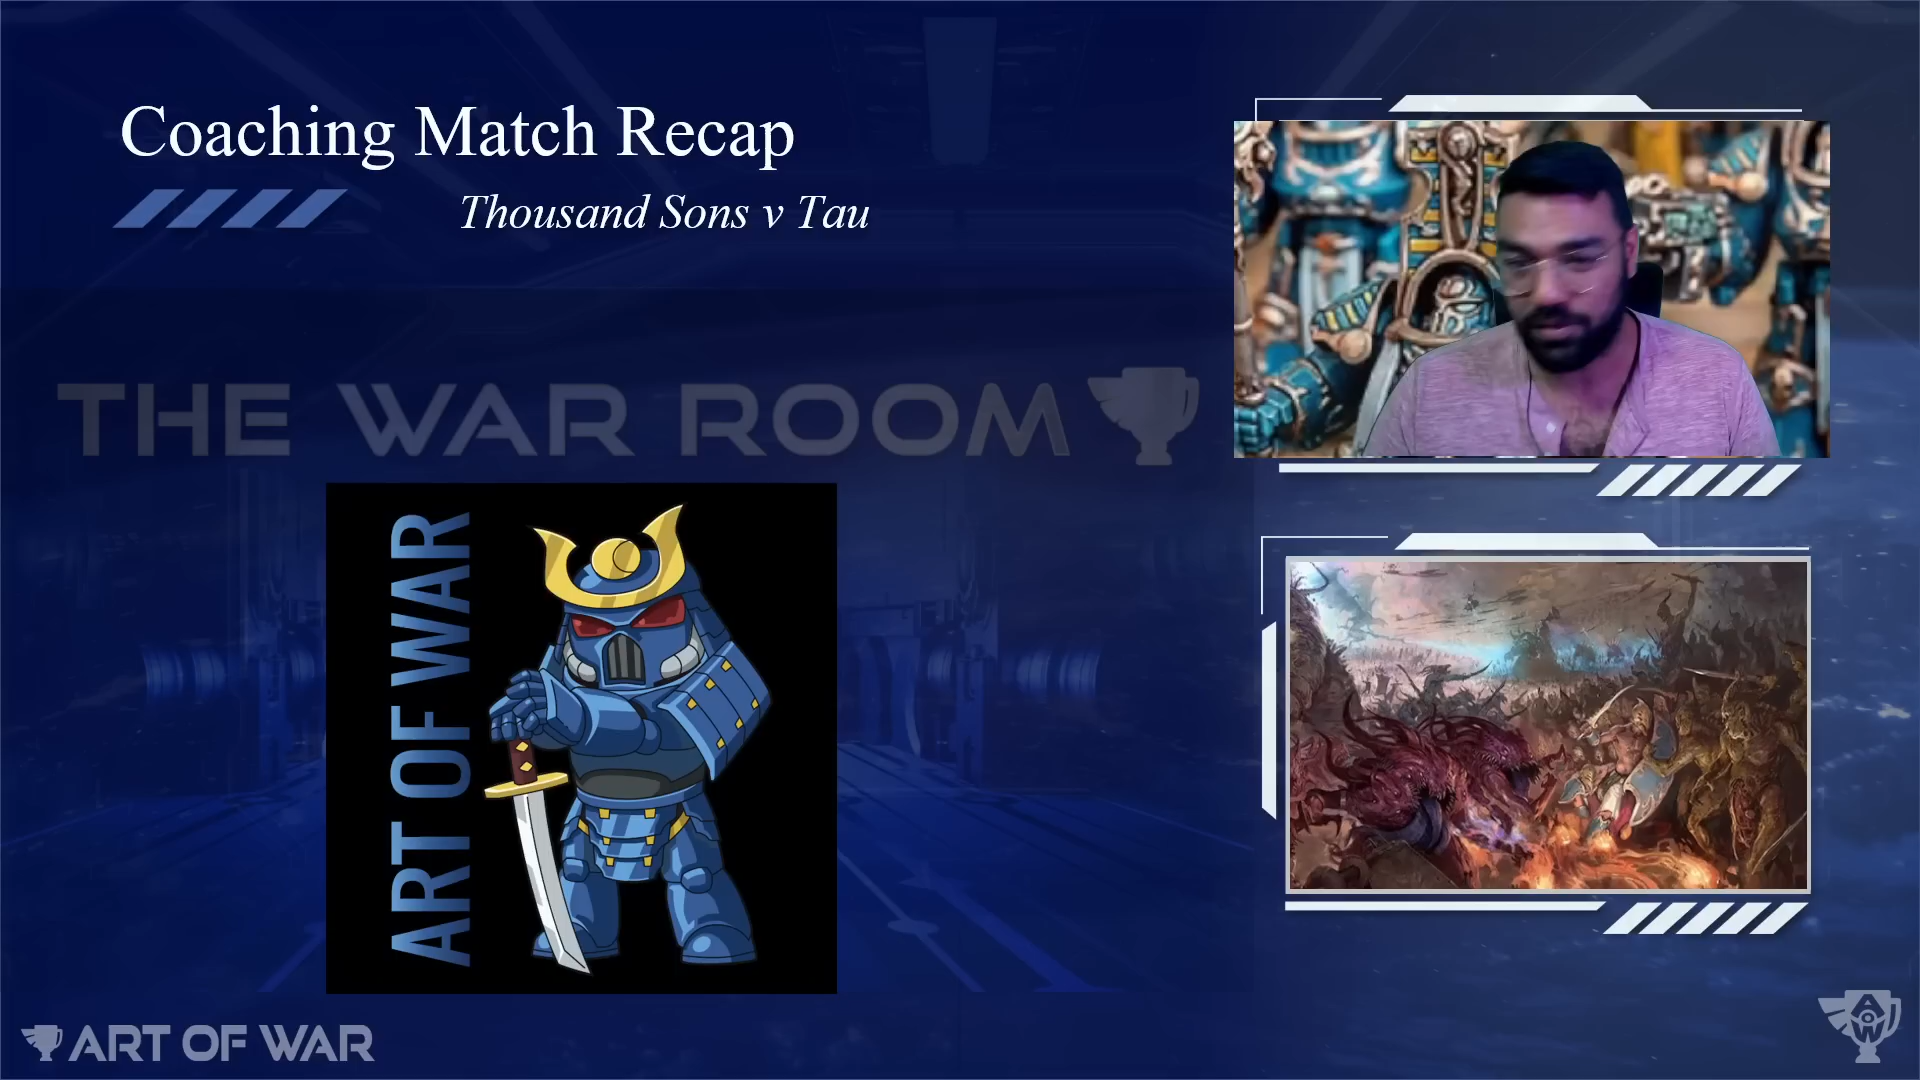 Coaching Match Recap
Thousand Sons v Tau
THE WAR ROOM
ART OF WAR
ART OF WAR